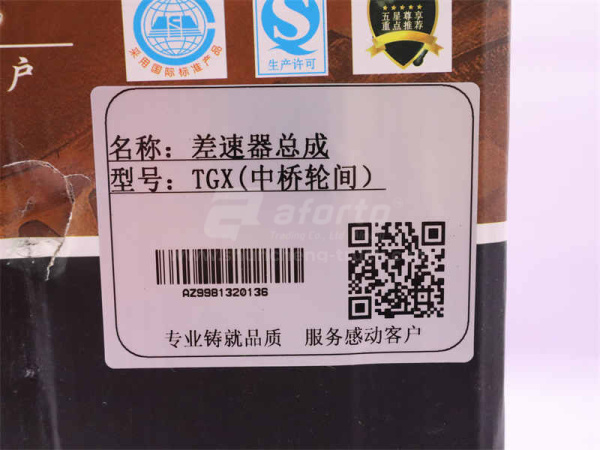 户
采用国际标准产品
生产许可
五星尊享
重点推荐
名称：差速器总成
型号：TGX(中桥轮间）
aforto
AZ9981320136
专业铸就品质 服务感动客户